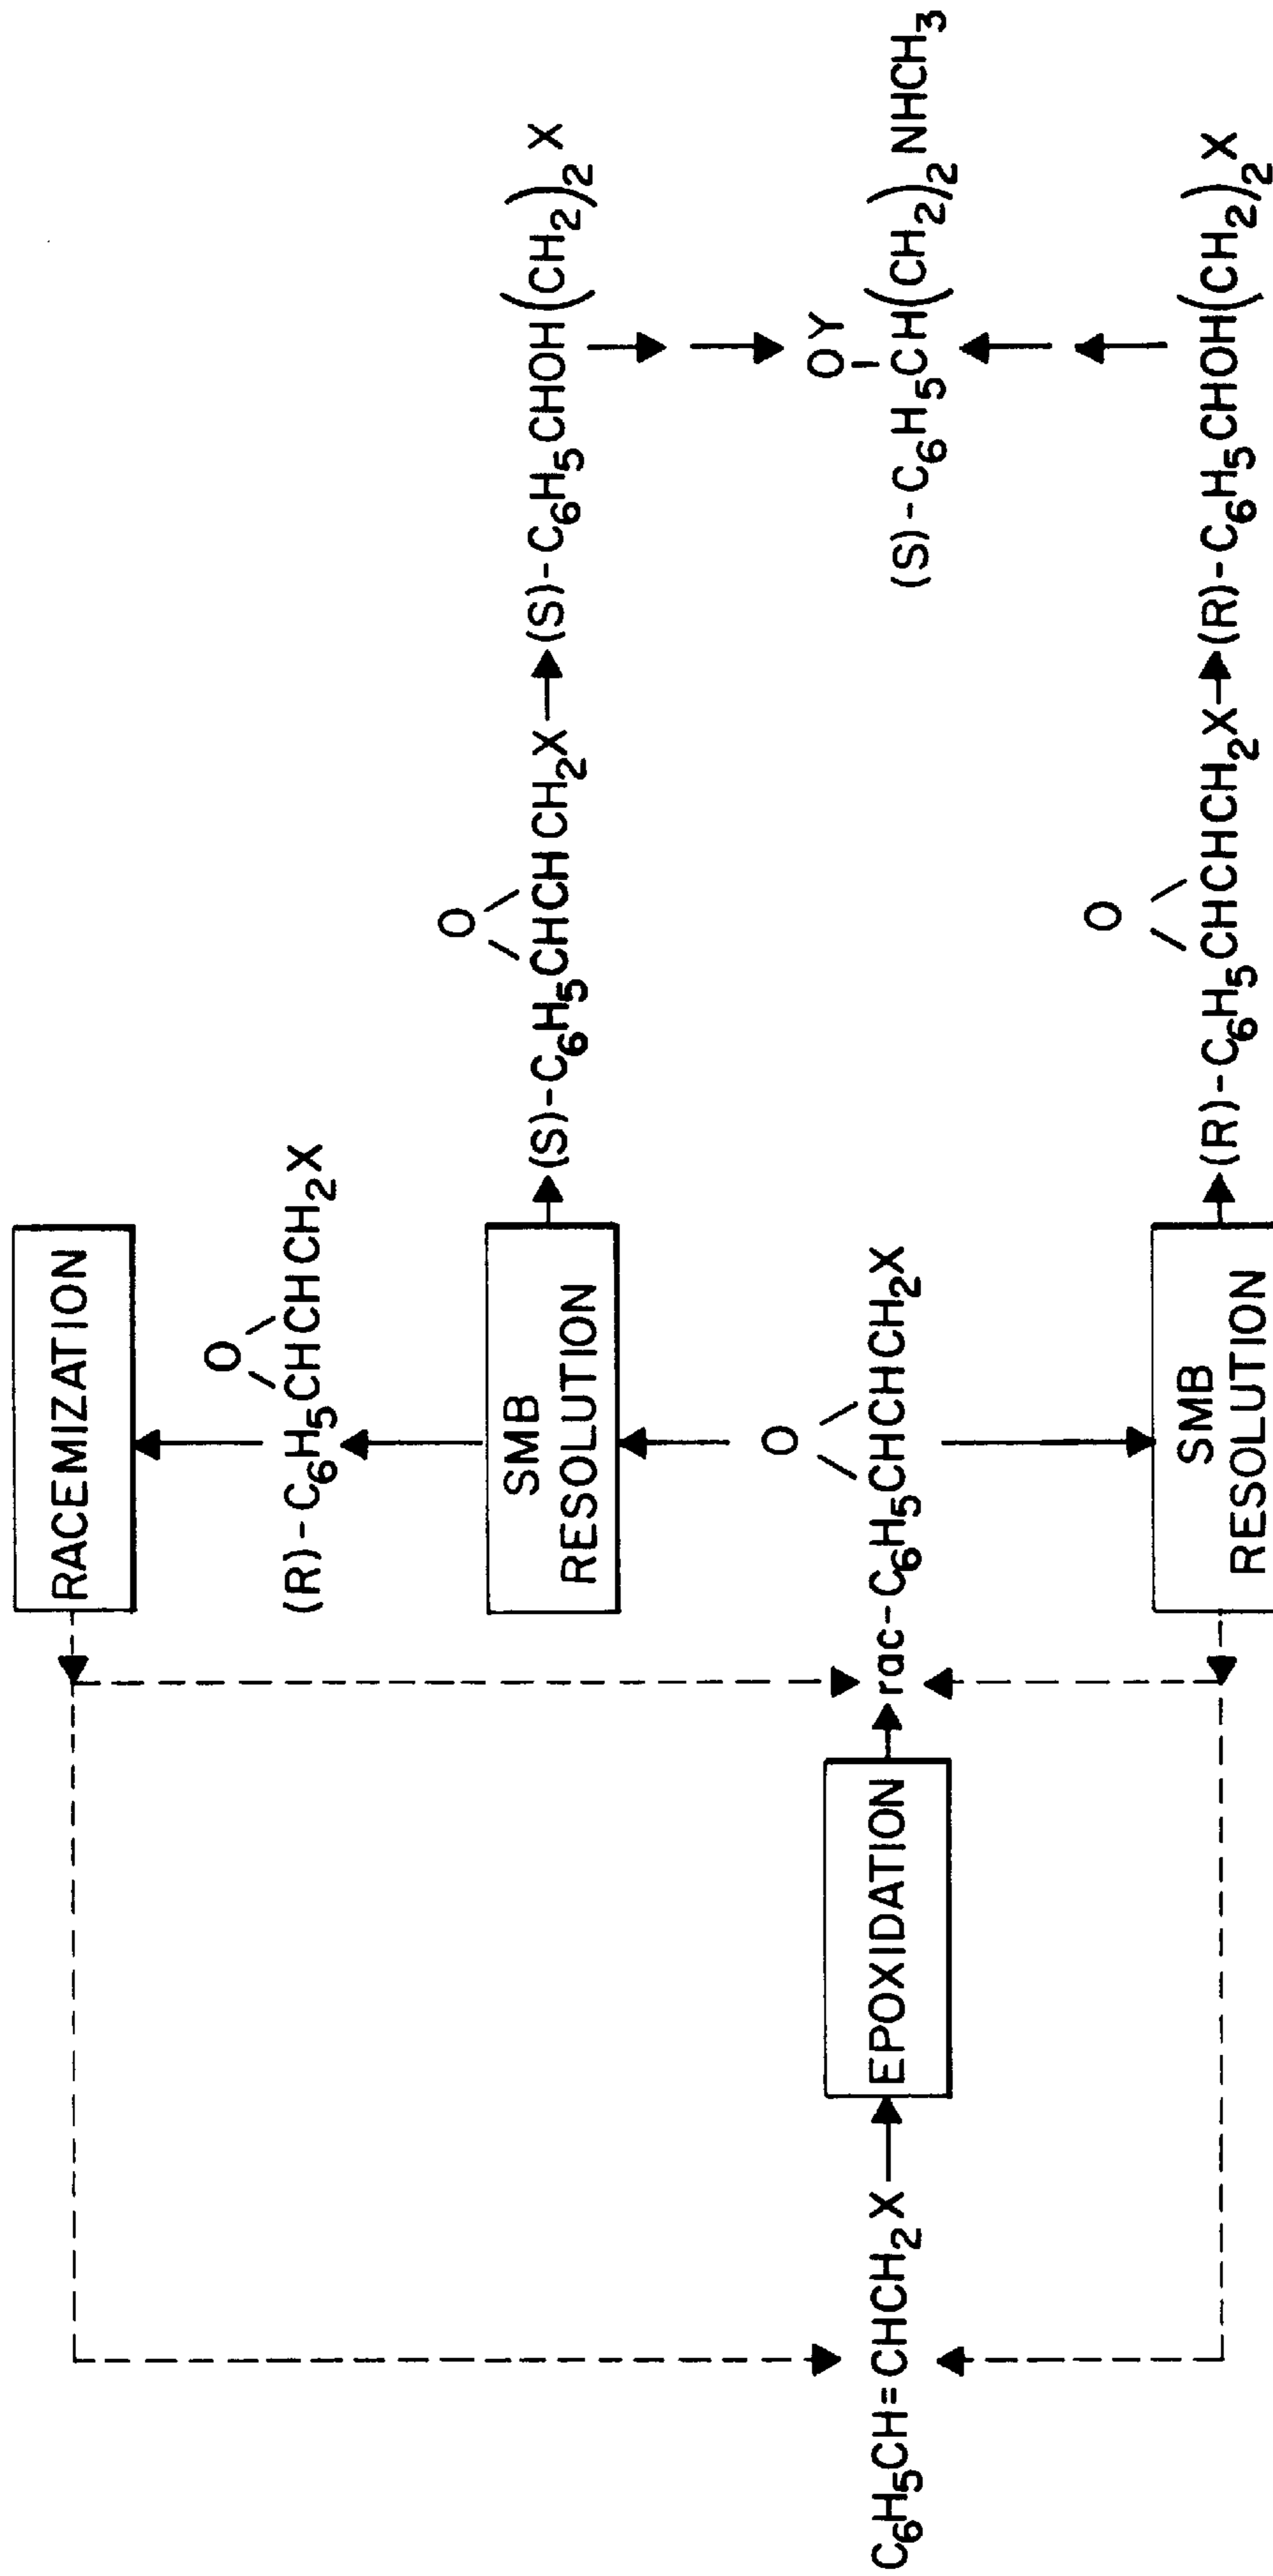 RACEMIZATION
O
(R)-C6H5CHCHCH2X
SMB
RESOLUTION
O
(S)-C6H5CHCHCH2X
(S)-C6H5CHOH(CH2)2X
C6H5CH=CHCH2X
EPOXIDATION
O
rac-C6H5CHCHCH2X
OY
(S)-C6H5CH(CH2)2NHCH3
SMB
RESOLUTION
O
(R)-C6H5CHCHCH2X
(R)-C6H5CHOH(CH2)2X